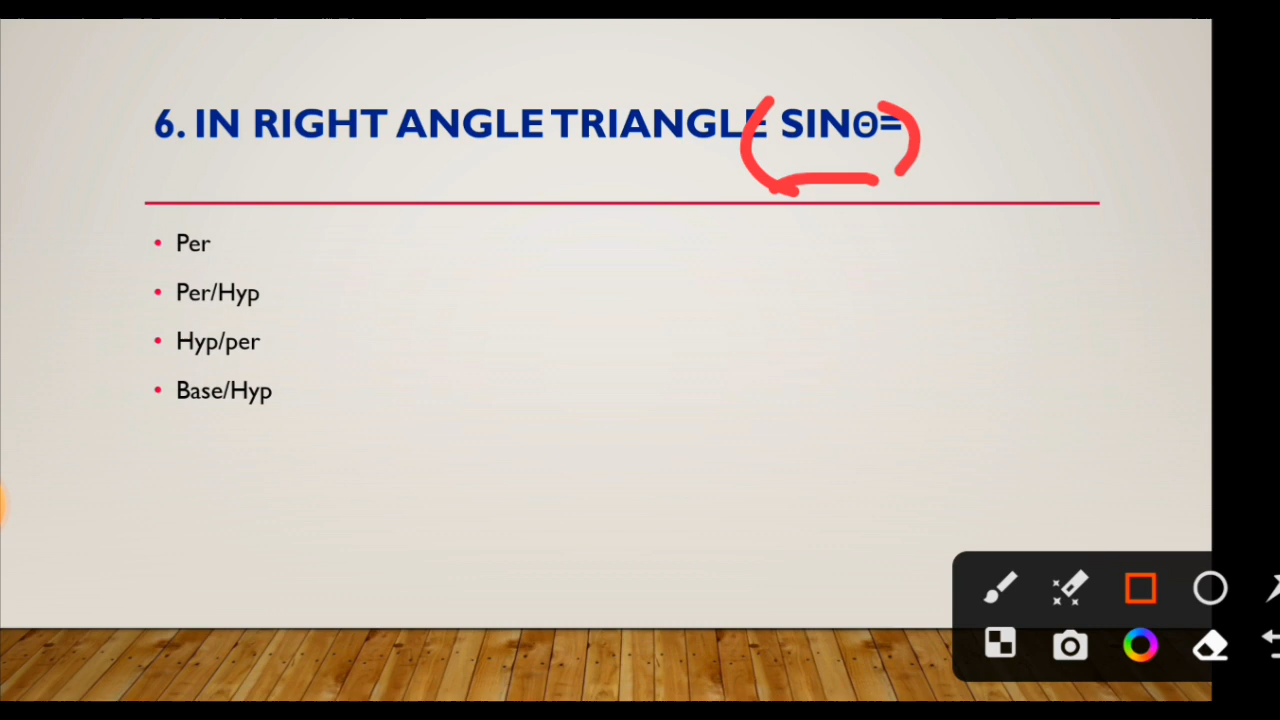 6. IN RIGHT ANGLE TRIANGLE SINΘ=
• Per
• Per/Hyp
• Hyp/per
• Base/Hyp